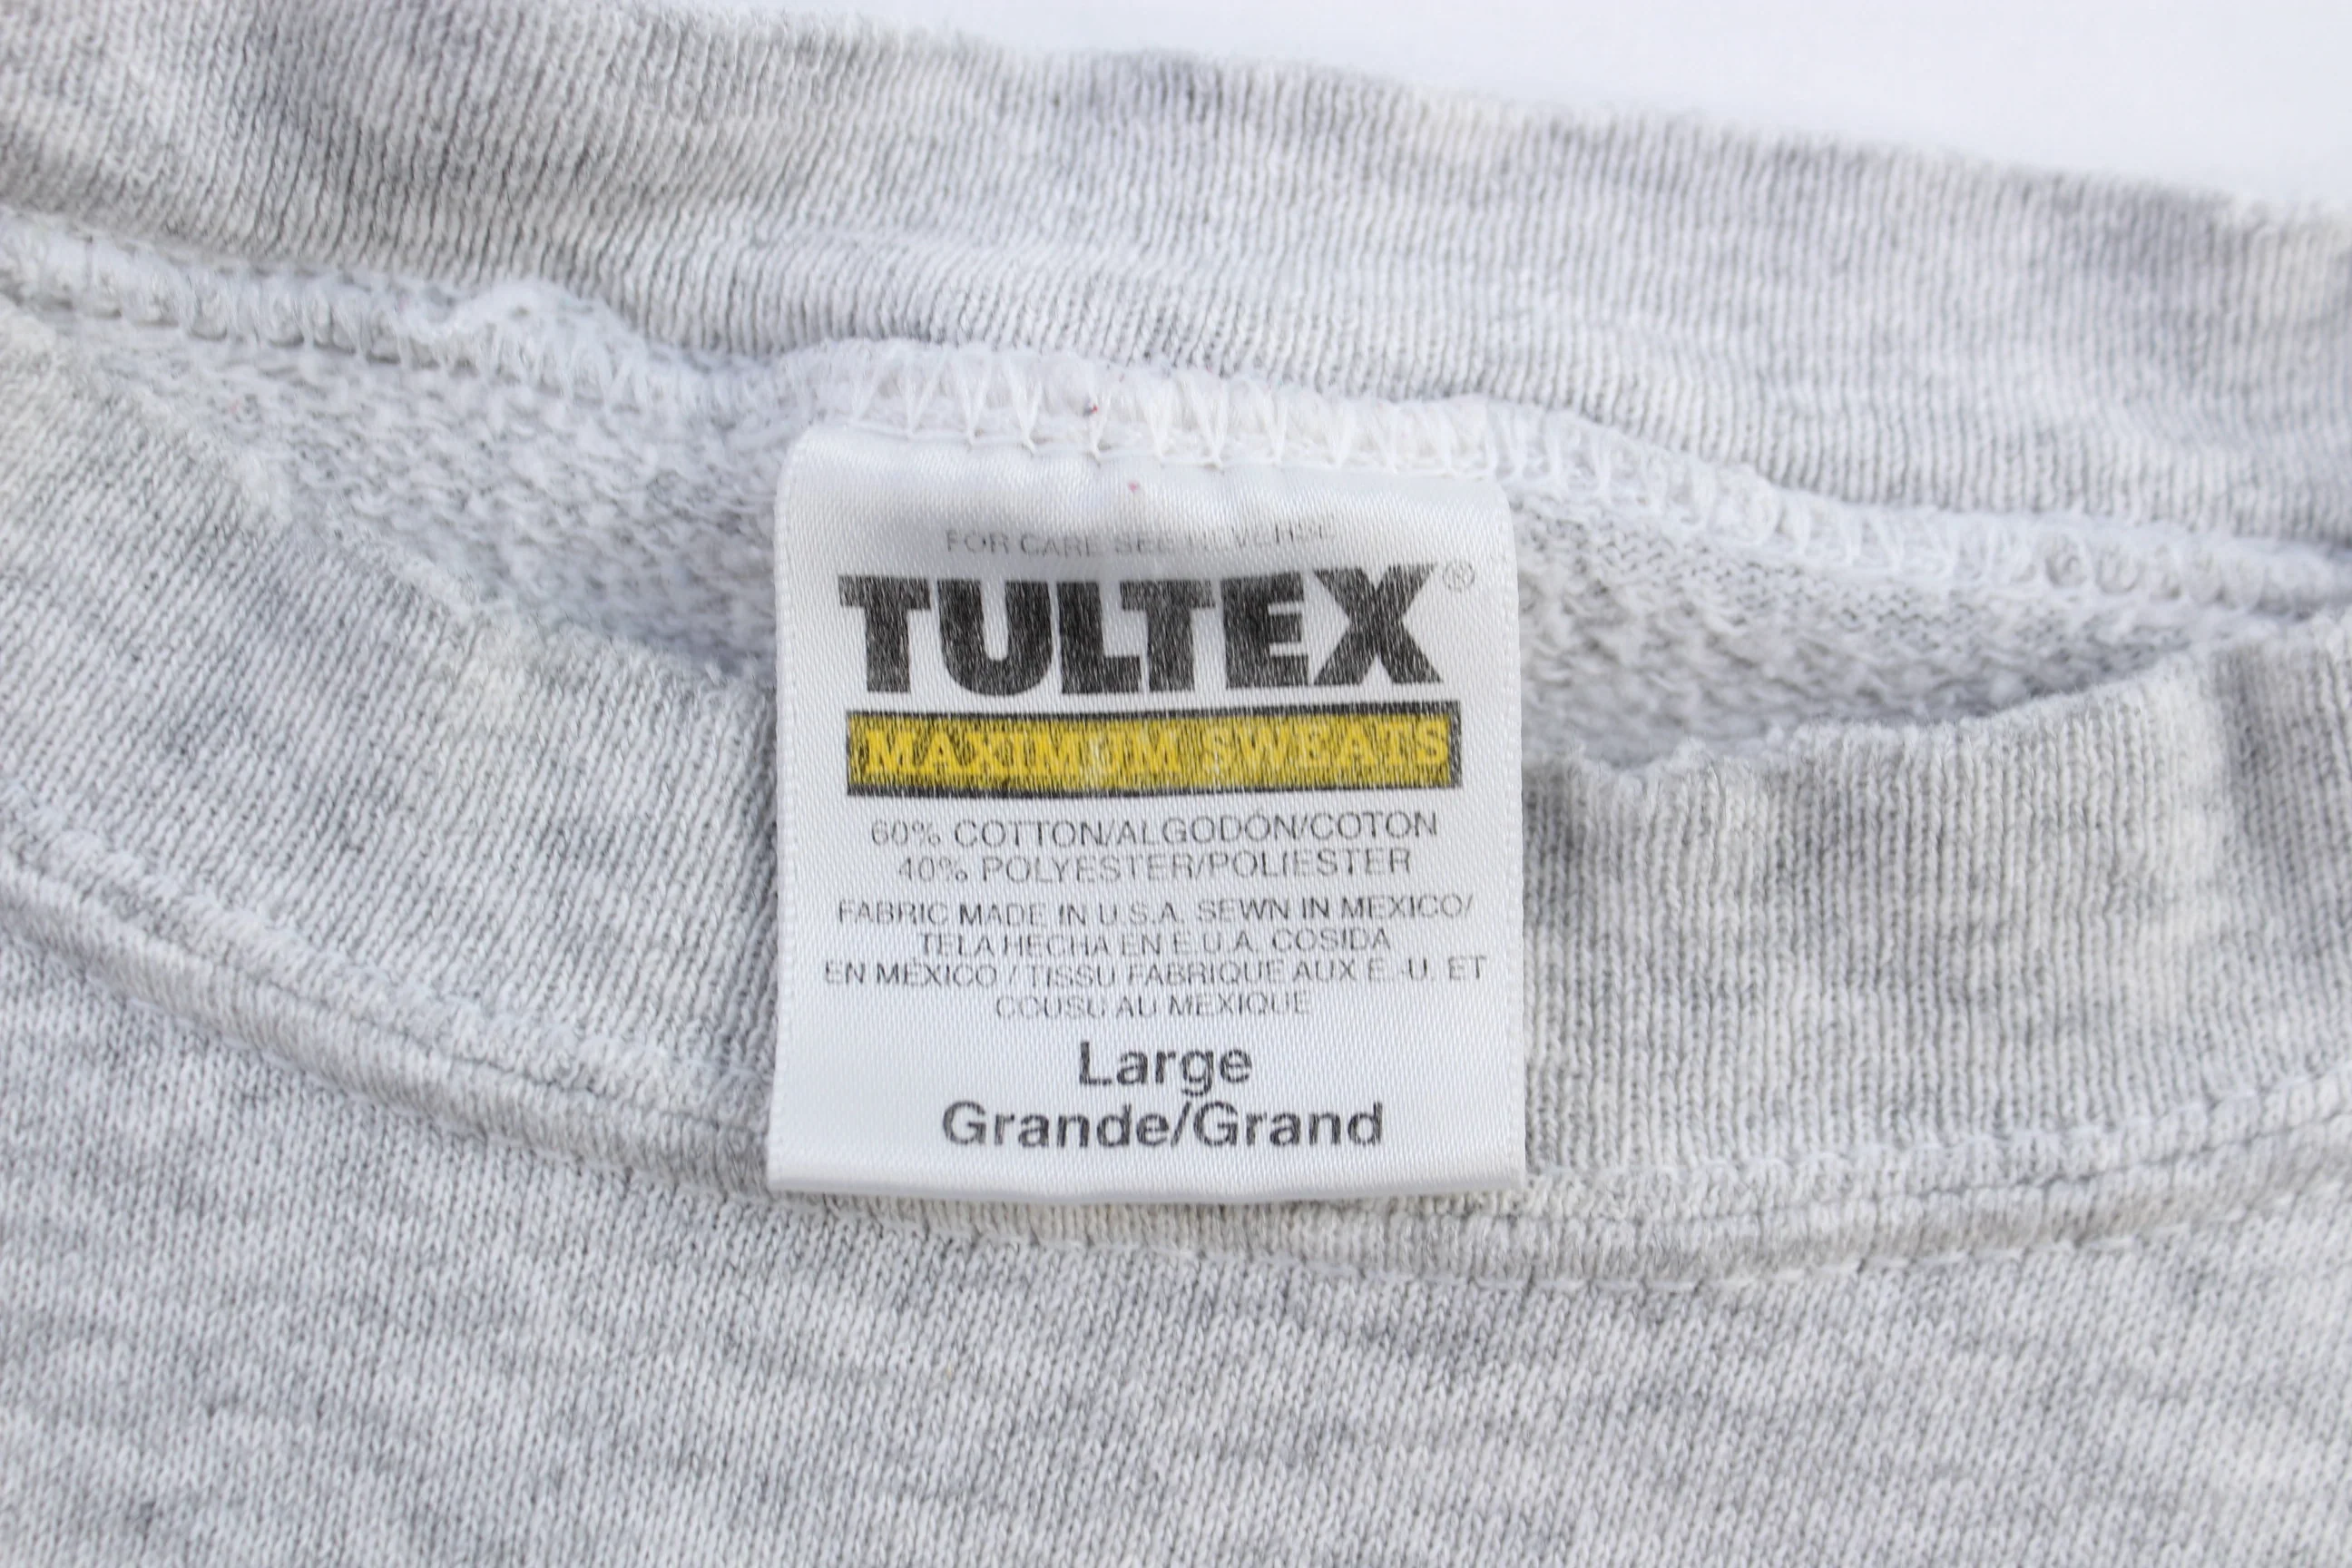 FOR CARE SEE REVERSE
TULTEX®
MAXIMUM SWEATS
60% COTTON/ALGODÓN/COTON
40% POLYESTER/POLIESTER
FABRIC MADE IN U.S.A. SEWN IN MEXICO/
TELA HECHA EN E.U.A. COSIDA
EN MÉXICO / TISSU FABRIQUE AUX E.-U. ET
COUSU AU MEXIQUE
Large
Grande/Grand